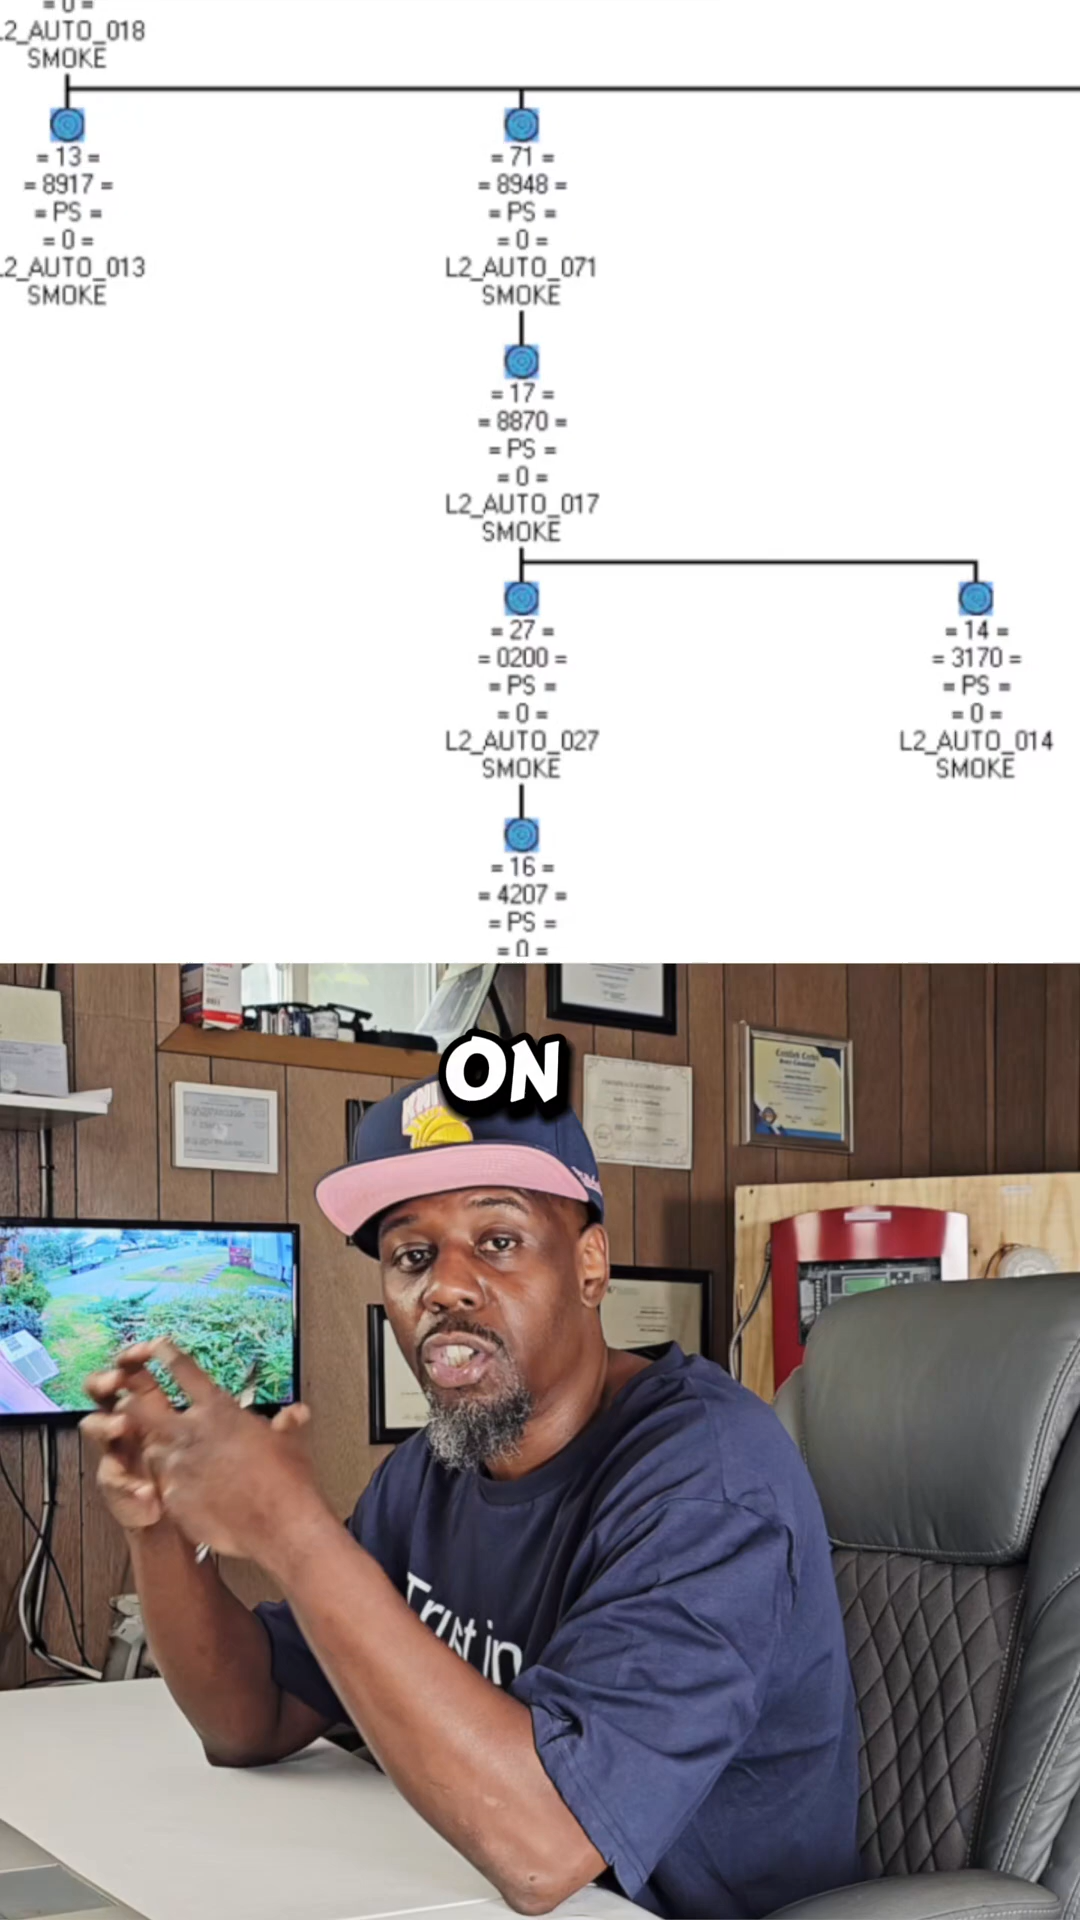 = 0 =
L2_AUTO_018
SMOKE
= 13 =
= 8917 =
= PS =
= 0 =
L2_AUTO_013
SMOKE
= 71 =
= 8948 =
= PS =
= 0 =
L2_AUTO_071
SMOKE
= 17 =
= 8870 =
= PS =
= 0 =
L2_AUTO_017
SMOKE
= 27 =
= 0200 =
= PS =
= 0 =
L2_AUTO_027
SMOKE
= 14 =
= 3170 =
= PS =
= 0 =
L2_AUTO_014
SMOKE
= 16 =
= 4207 =
= PS =
= 0 =
ON
Trust in